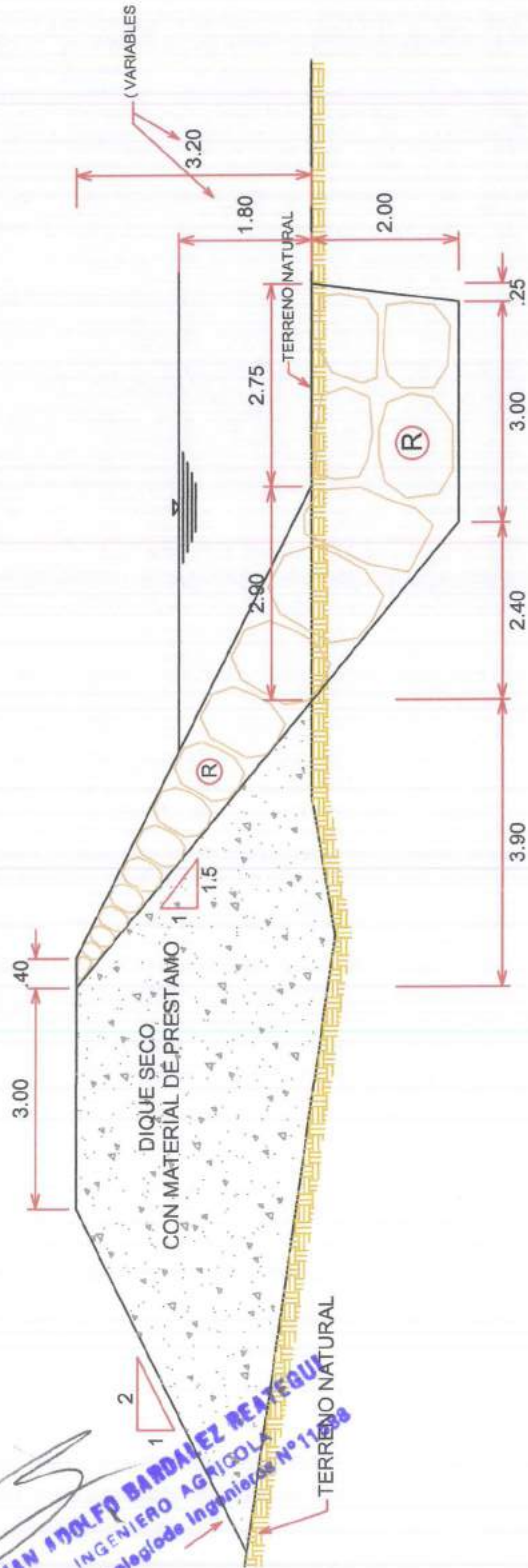 ( VARIABLES
3.20
1.80
2.00
TERRENO NATURAL
2.75
2.90
.25
3.00
2.40
3.90
R
R
.40
3.00
1
1.5
DIQUE SECO
CON MATERIAL DE PRESTAMO
2
1
TERRENO NATURAL
ADOLFO BARDALEZ REATEGUI
INGENIERO AGRICOLA
Ingenieros N°